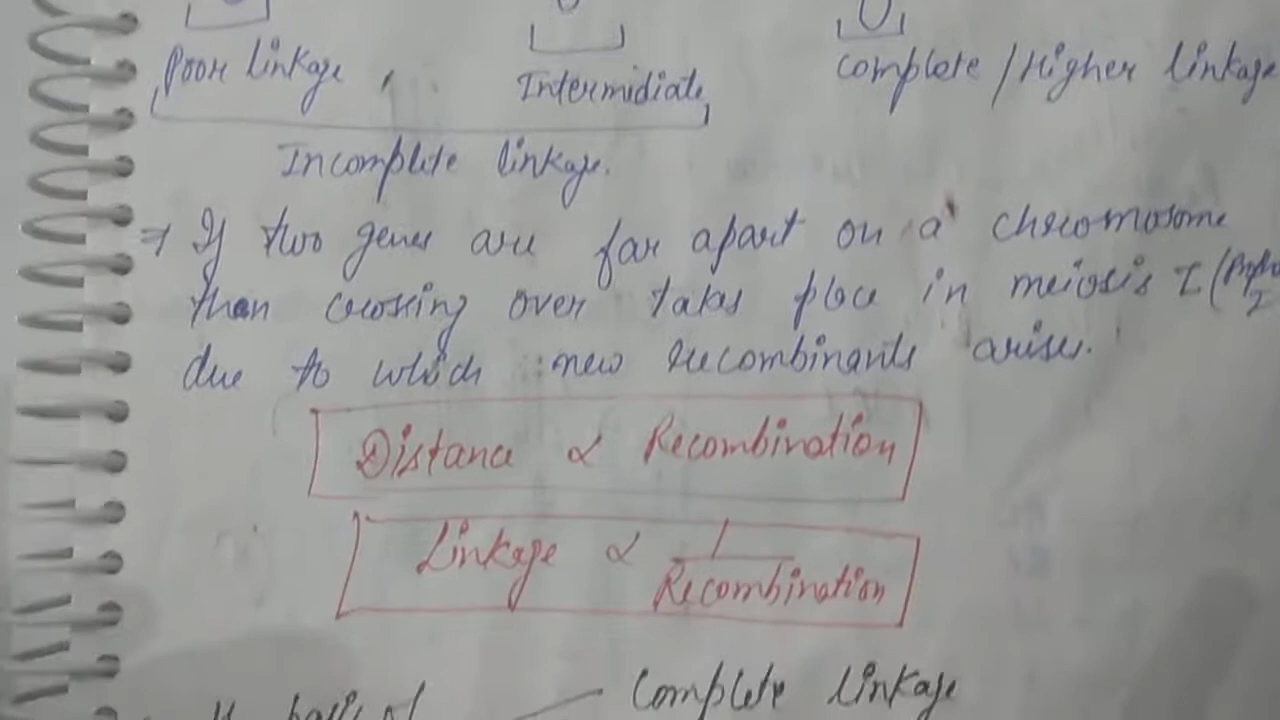 Poor linkage , Intermidiate complete / Higher linkage
Incomplete linkage.
⇒ If two genes are far apart on a chromosome
then crossing over takes place in meiosis I (
due to which new recombinants arise.
Distance ∝ Recombination
Linkage ∝ 1
Recombination
Complete linkage